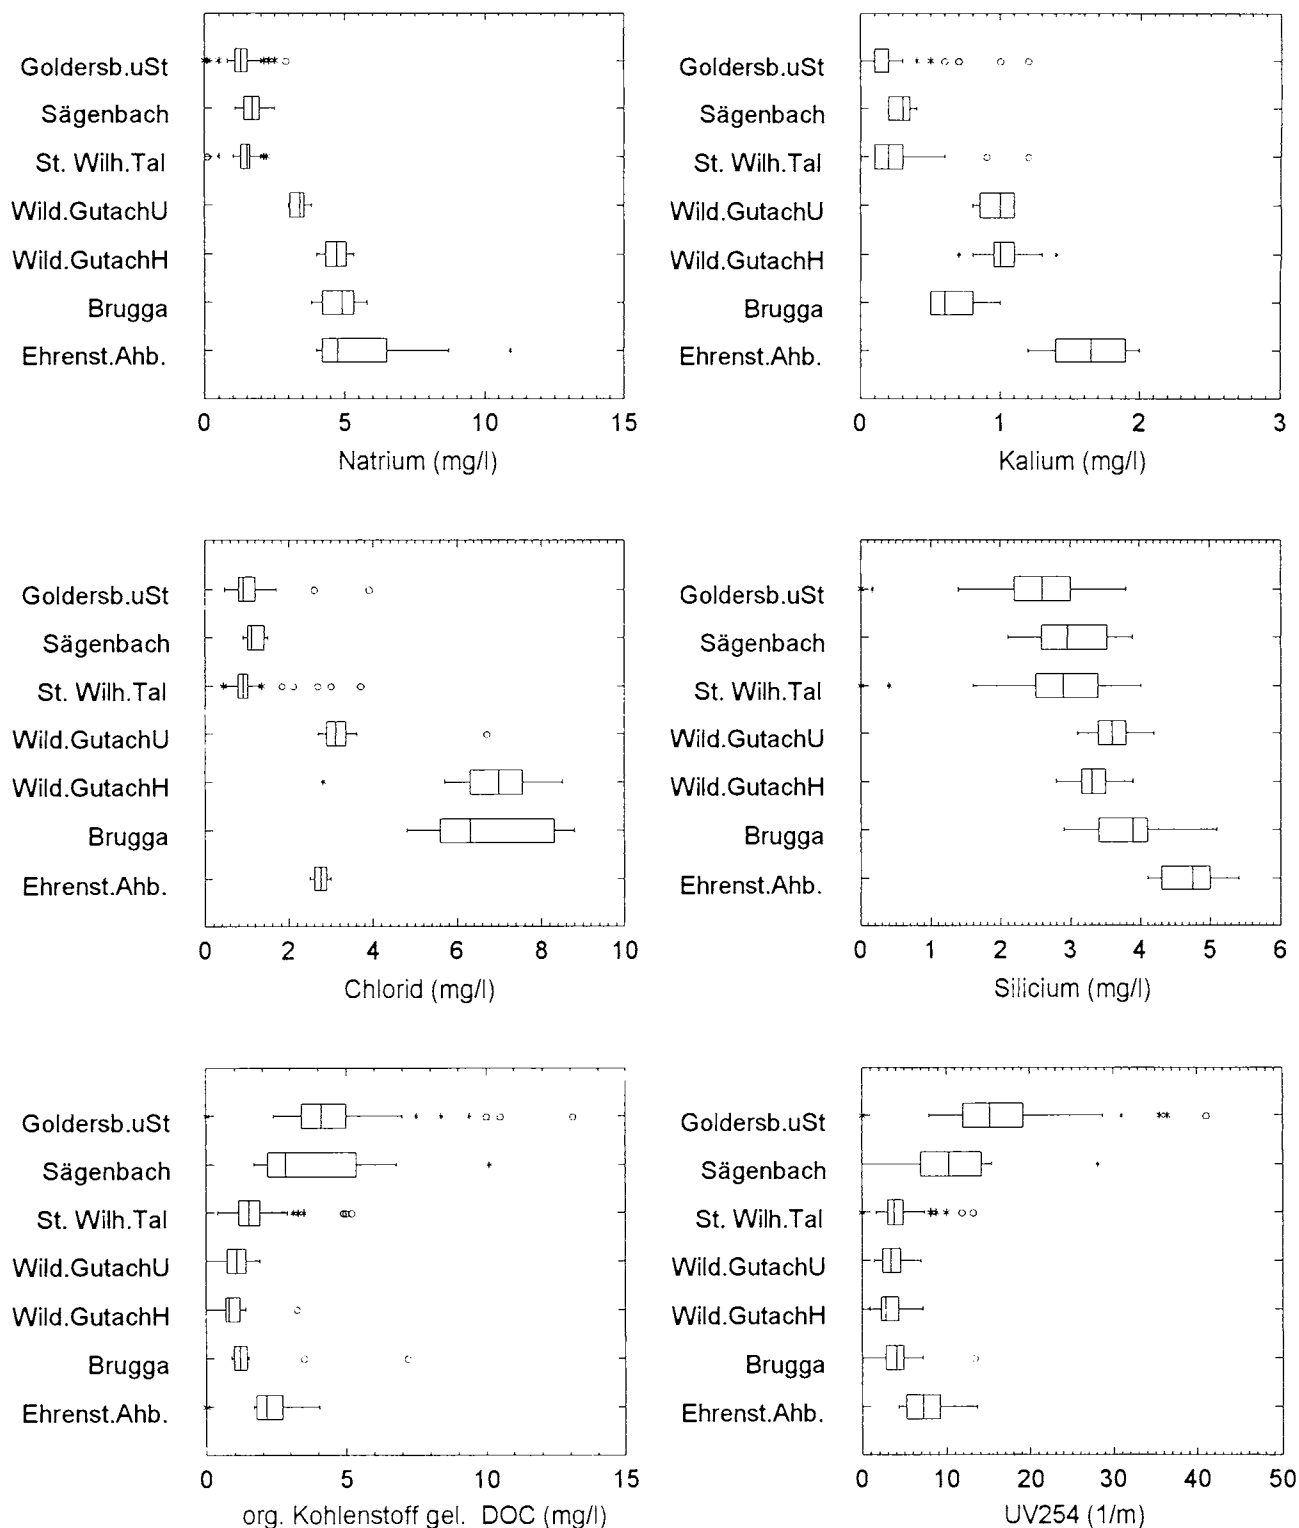 Goldersb.uSt
Sägenbach
St. Wilh.Tal
Wild.GutachU
Wild.GutachH
Brugga
Ehrenst.Ahb.
0 5 10 15
Natrium (mg/l)
Goldersb.uSt
Sägenbach
St. Wilh.Tal
Wild.GutachU
Wild.GutachH
Brugga
Ehrenst.Ahb.
0 1 2 3
Kalium (mg/l)
Goldersb.uSt
Sägenbach
St. Wilh.Tal
Wild.GutachU
Wild.GutachH
Brugga
Ehrenst.Ahb.
0 2 4 6 8 10
Chlorid (mg/l)
Goldersb.uSt
Sägenbach
St. Wilh.Tal
Wild.GutachU
Wild.GutachH
Brugga
Ehrenst.Ahb.
0 1 2 3 4 5 6
Silicium (mg/l)
Goldersb.uSt
Sägenbach
St. Wilh.Tal
Wild.GutachU
Wild.GutachH
Brugga
Ehrenst.Ahb.
0 5 10 15
org. Kohlenstoff gel. DOC (mg/l)
Goldersb.uSt
Sägenbach
St. Wilh.Tal
Wild.GutachU
Wild.GutachH
Brugga
Ehrenst.Ahb.
0 10 20 30 40 50
UV254 (1/m)